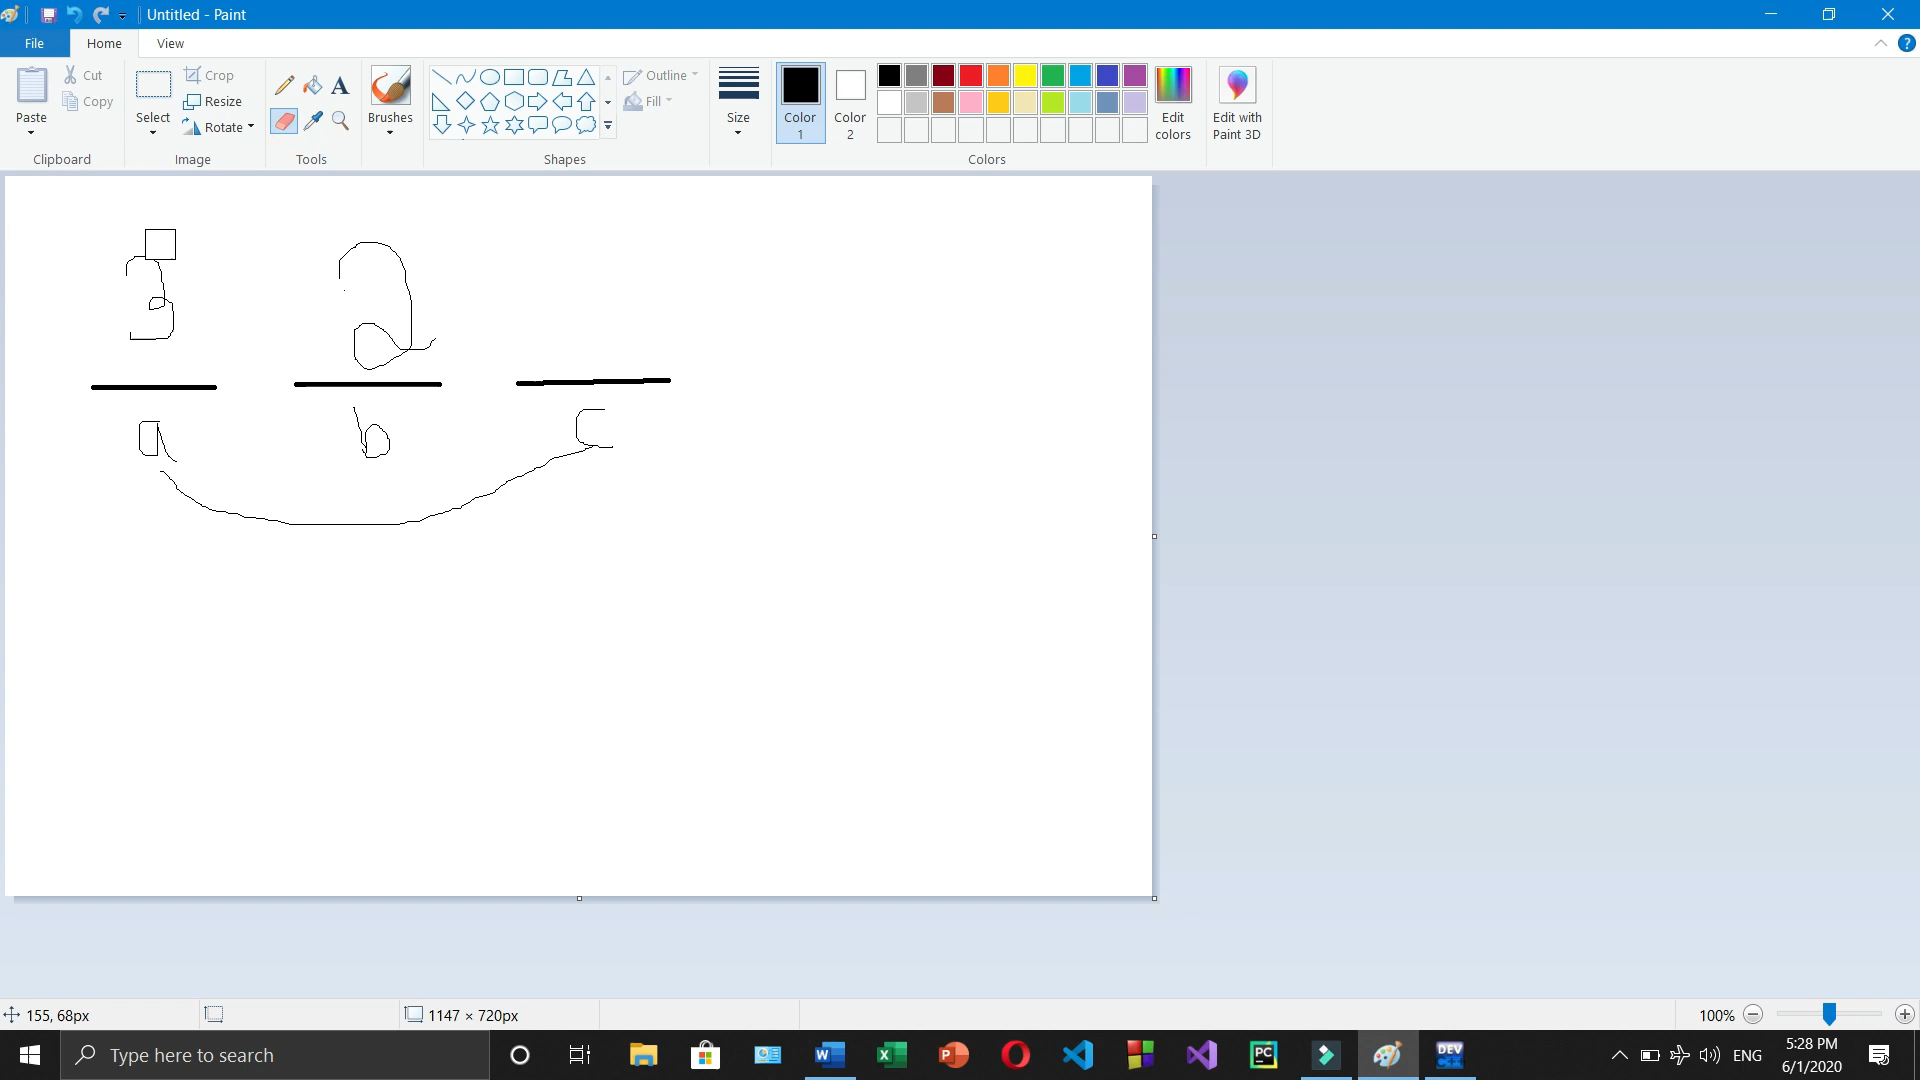 Untitled - Paint
File Home View ?
Paste Cut Copy Select Crop Resize Rotate A Brushes Outline Fill Size Color 1 Color 2 Edit colors Edit with Paint 3D
Clipboard Image Tools Shapes Colors
3 2
a b c
155, 68px 1147 × 720px 100%
Type here to search W X P PC DEV C++ ENG 5:28 PM
6/1/2020